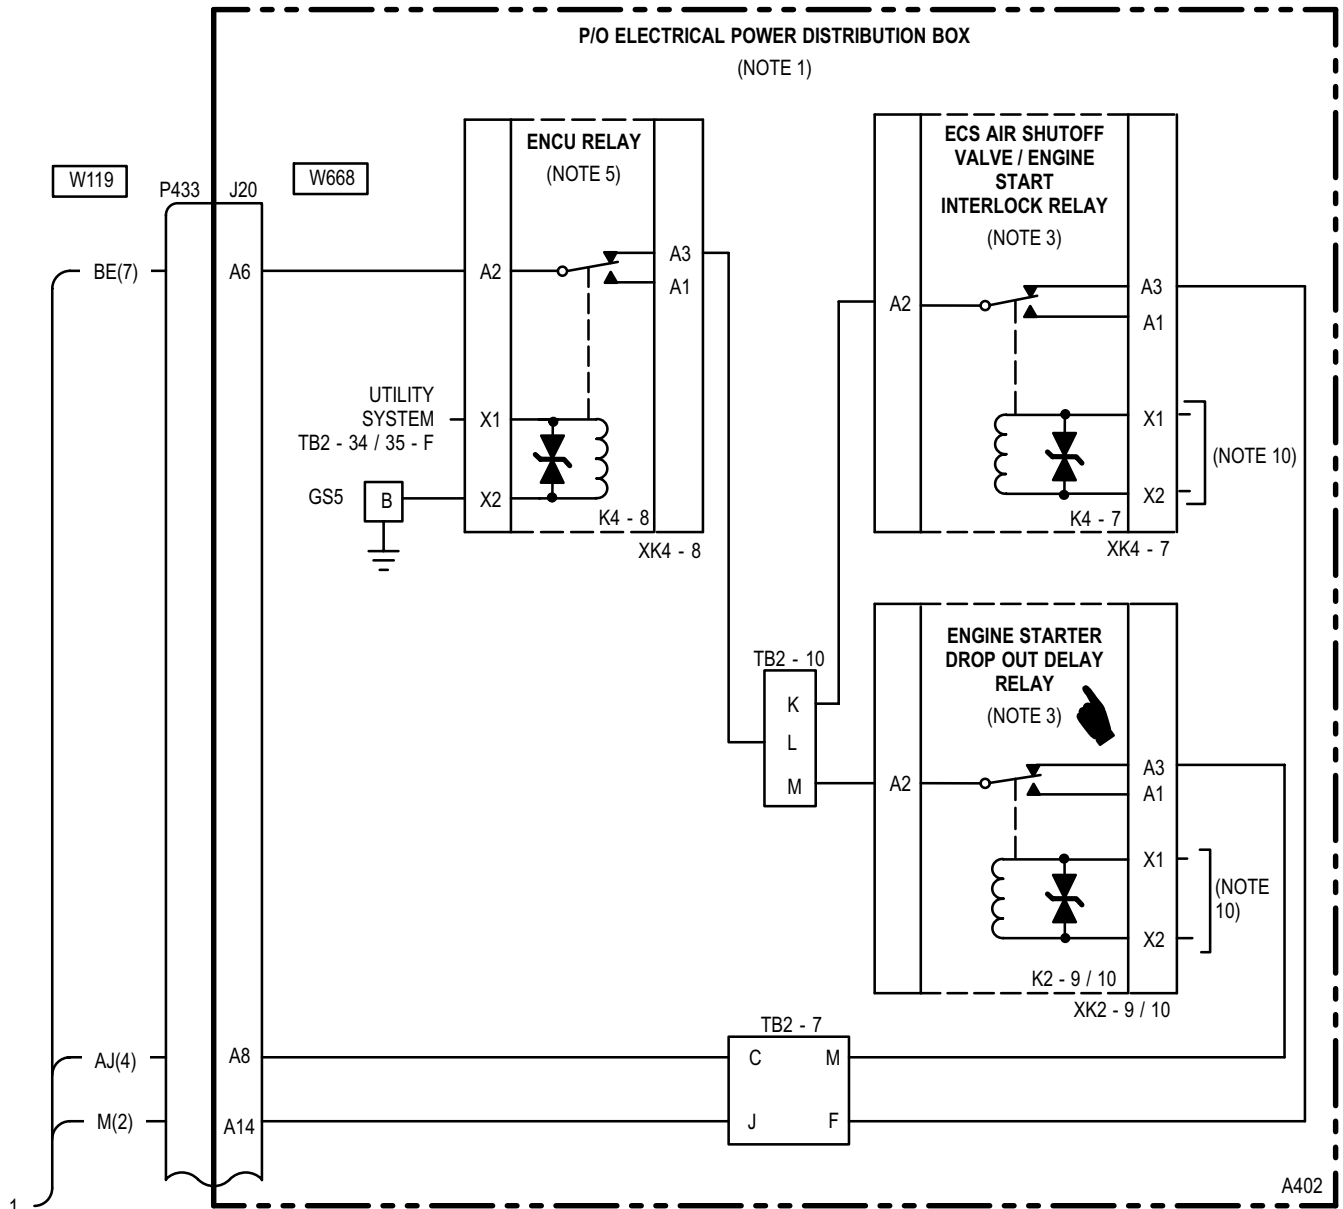 P/O ELECTRICAL POWER DISTRIBUTION BOX
(NOTE 1)
W119
P433
J20
W668
ENCU RELAY
(NOTE 5)
ECS AIR SHUTOFF
VALVE / ENGINE
START
INTERLOCK RELAY
(NOTE 3)
BE(7)
A6
A2
A3
A1
A2
A3
A1
UTILITY
SYSTEM
TB2 - 34 / 35 - F
X1
GS5
B
X2
K4 - 8
XK4 - 8
X1
(NOTE 10)
X2
K4 - 7
XK4 - 7
TB2 - 10
K
L
M
ENGINE STARTER
DROP OUT DELAY
RELAY
(NOTE 3)
A2
A3
A1
X1
(NOTE
10)
X2
K2 - 9 / 10
XK2 - 9 / 10
TB2 - 7
AJ(4)
A8
C
M
M(2)
A14
J
F
A402
1